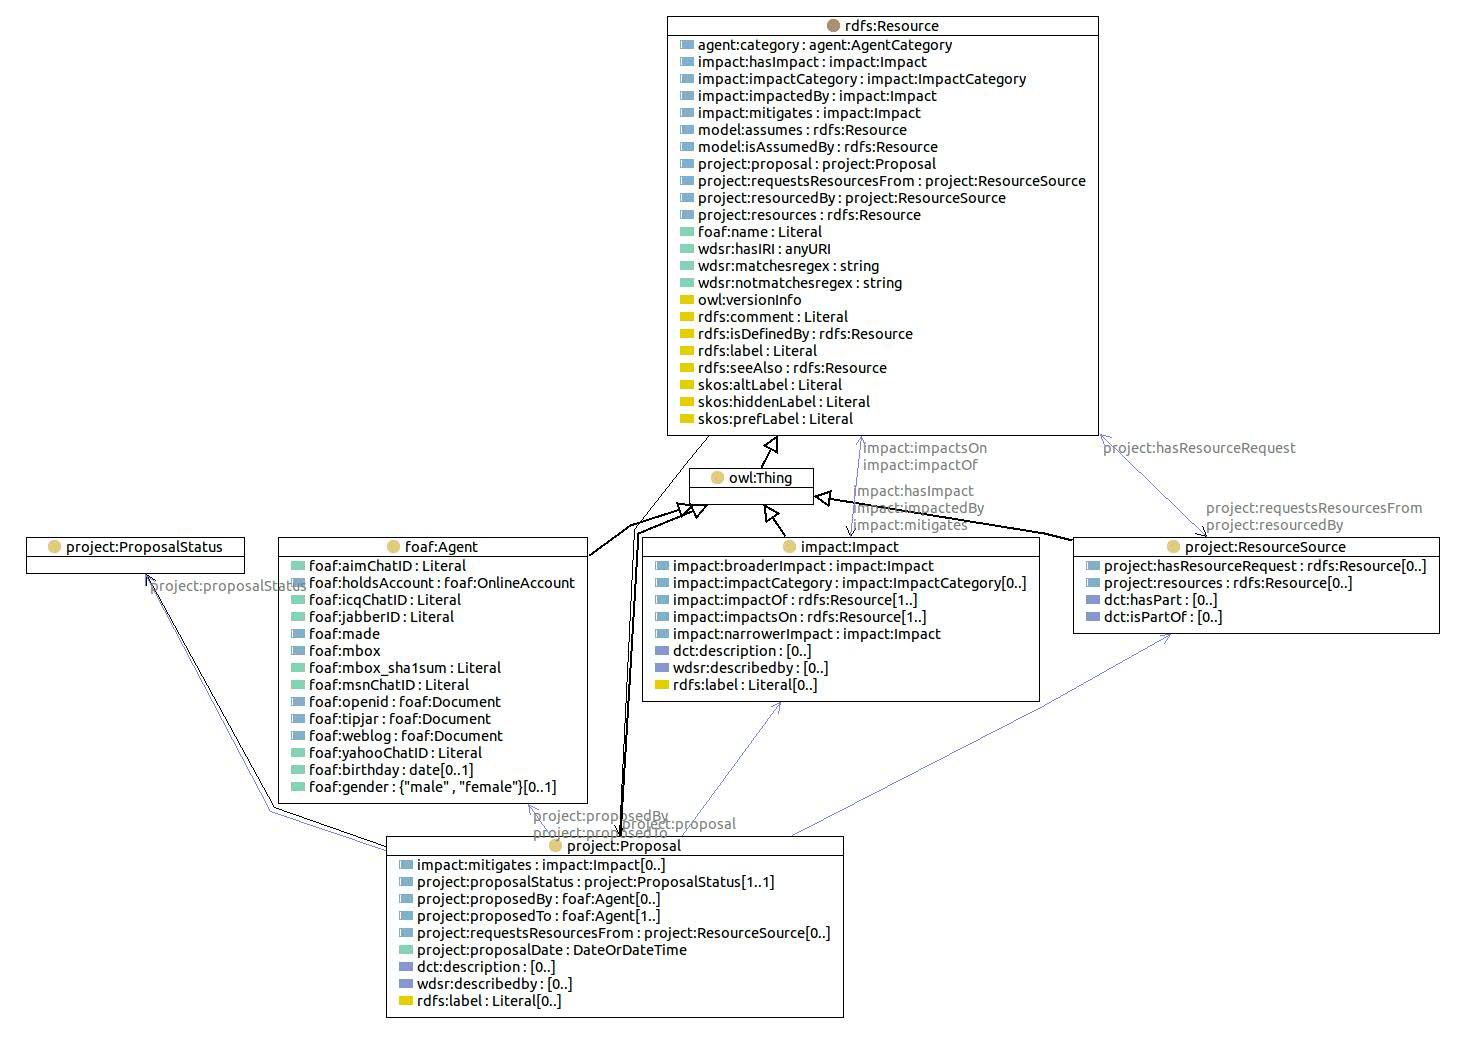 rdfs:Resource
agent:category : agent:AgentCategory
impact:hasImpact : impact:Impact
impact:impactCategory : impact:ImpactCategory
impact:impactedBy : impact:Impact
impact:mitigates : impact:Impact
model:assumes : rdfs:Resource
model:isAssumedBy : rdfs:Resource
project:proposal : project:Proposal
project:requestsResourcesFrom : project:ResourceSource
project:resourcedBy : project:ResourceSource
project:resources : rdfs:Resource
foaf:name : Literal
wdsr:hasIRI : anyURI
wdsr:matchesregex : string
wdsr:notmatchesregex : string
owl:versionInfo
rdfs:comment : Literal
rdfs:isDefinedBy : rdfs:Resource
rdfs:label : Literal
rdfs:seeAlso : rdfs:Resource
skos:altLabel : Literal
skos:hiddenLabel : Literal
skos:prefLabel : Literal
impact:impactsOn
impact:impactOf
project:hasResourceRequest
owl:Thing
impact:hasImpact
impact:impactedBy
impact:mitigates
project:requestsResourcesFrom
project:resourcedBy
project:ProposalStatus
project:proposalStatus
foaf:Agent
foaf:aimChatID : Literal
foaf:holdsAccount : foaf:OnlineAccount
foaf:icqChatID : Literal
foaf:jabberID : Literal
foaf:made
foaf:mbox
foaf:mbox_sha1sum : Literal
foaf:msnChatID : Literal
foaf:openid : foaf:Document
foaf:tipjar : foaf:Document
foaf:weblog : foaf:Document
foaf:yahooChatID : Literal
foaf:birthday : date[0..1]
foaf:gender : {"male" , "female"}[0..1]
impact:Impact
impact:broaderImpact : impact:Impact
impact:impactCategory : impact:ImpactCategory[0..]
impact:impactOf : rdfs:Resource[1..]
impact:impactsOn : rdfs:Resource[1..]
impact:narrowerImpact : impact:Impact
dct:description : [0..]
wdsr:describedby : [0..]
rdfs:label : Literal[0..]
project:ResourceSource
project:hasResourceRequest : rdfs:Resource[0..]
project:resources : rdfs:Resource[0..]
dct:hasPart : [0..]
dct:isPartOf : [0..]
project:proposedBy
project:proposedTo
project:proposal
project:Proposal
impact:mitigates : impact:Impact[0..]
project:proposalStatus : project:ProposalStatus[1..1]
project:proposedBy : foaf:Agent[0..]
project:proposedTo : foaf:Agent[1..]
project:requestsResourcesFrom : project:ResourceSource[0..]
project:proposalDate : DateOrDateTime
dct:description : [0..]
wdsr:describedby : [0..]
rdfs:label : Literal[0..]